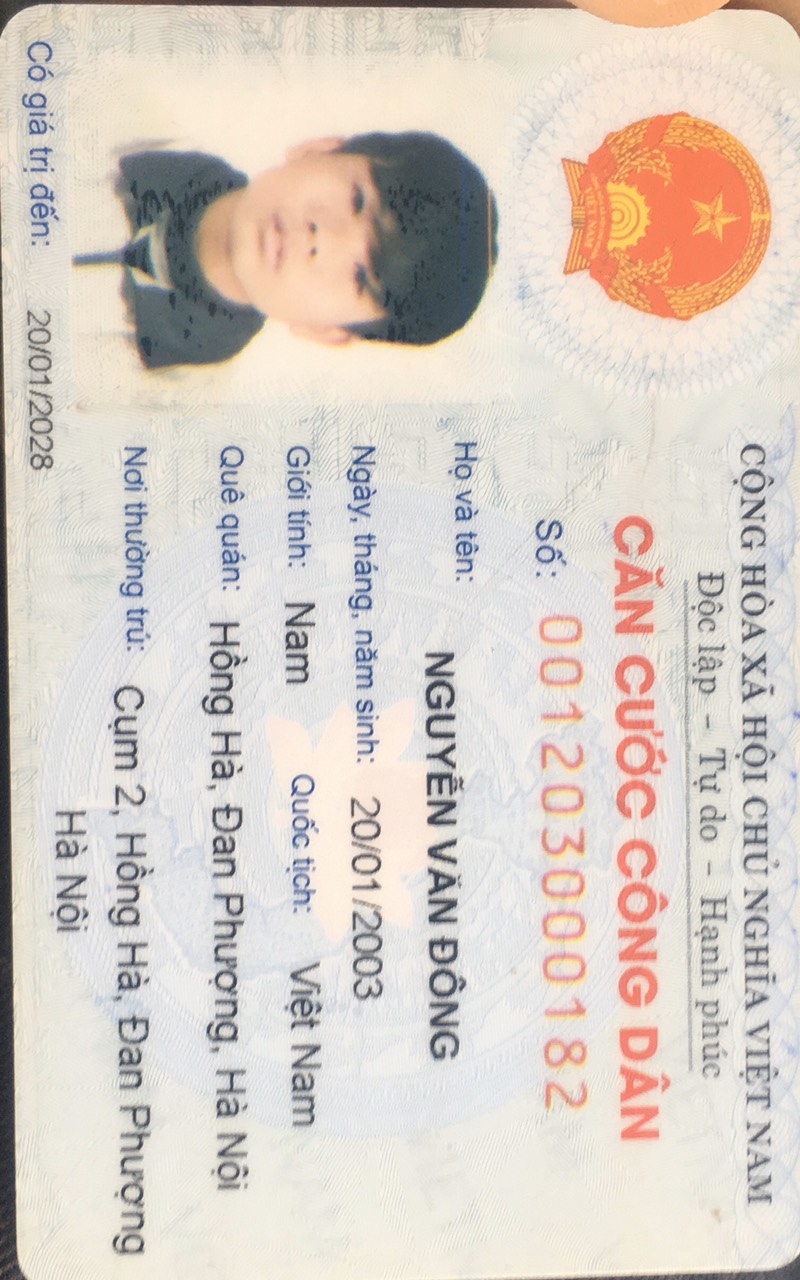 CỘNG HÒA XÃ HỘI CHỦ NGHĨA VIỆT NAM
Độc lập - Tự do - Hạnh phúc
CĂN CƯỚC CÔNG DÂN
Số: 001203000182
Họ và tên:
NGUYỄN VĂN ĐÔNG
Ngày, tháng, năm sinh: 20/01/2003
Giới tính: Nam Quốc tịch: Việt Nam
Quê quán: Hồng Hà, Đan Phượng, Hà Nội
Nơi thường trú: Cụm 2, Hồng Hà, Đan Phượng
Hà Nội
Có giá trị đến: 20/01/2028